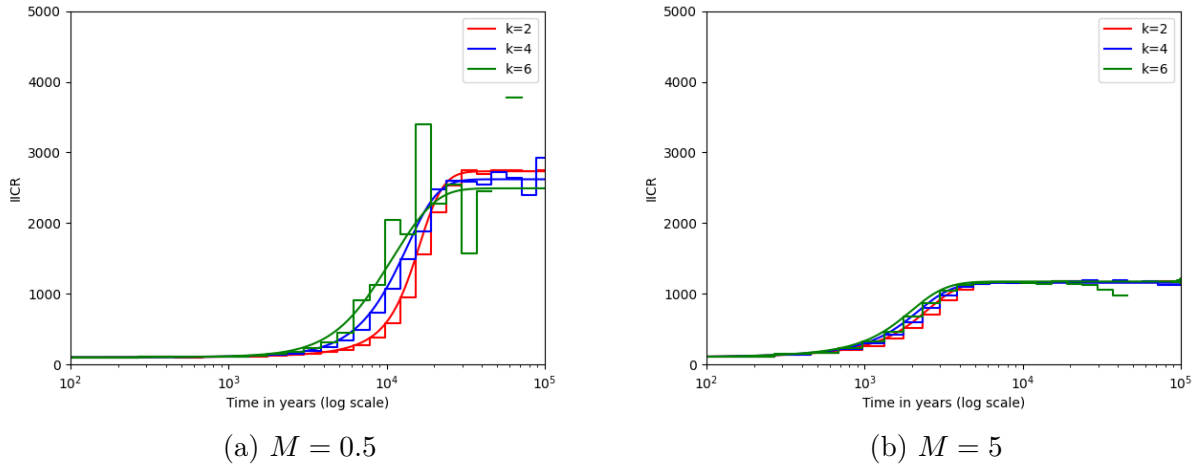 5000
4000
3000
2000
1000
0
IICR
10^2
10^3
10^4
10^5
Time in years (log scale)
k=2
k=4
k=6
(a) M = 0.5
5000
4000
3000
2000
1000
0
IICR
10^2
10^3
10^4
10^5
Time in years (log scale)
k=2
k=4
k=6
(b) M = 5